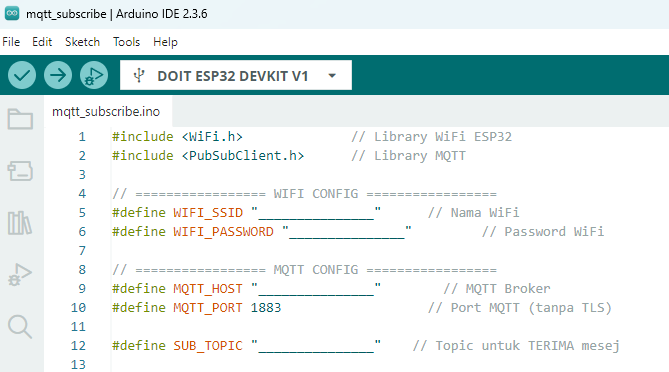 mqtt_subscribe | Arduino IDE 2.3.6
File Edit Sketch Tools Help
DOIT ESP32 DEVKIT V1
mqtt_subscribe.ino
1 #include <WiFi.h> // Library WiFi ESP32
2 #include <PubSubClient.h> // Library MQTT
3
4 // ================= WIFI CONFIG =================
5 #define WIFI_SSID "_______________" // Nama WiFi
6 #define WIFI_PASSWORD "_______________" // Password WiFi
7
8 // ================= MQTT CONFIG =================
9 #define MQTT_HOST "_______________" // MQTT Broker
10 #define MQTT_PORT 1883 // Port MQTT (tanpa TLS)
11
12 #define SUB_TOPIC "_______________" // Topic untuk TERIMA mesej
13